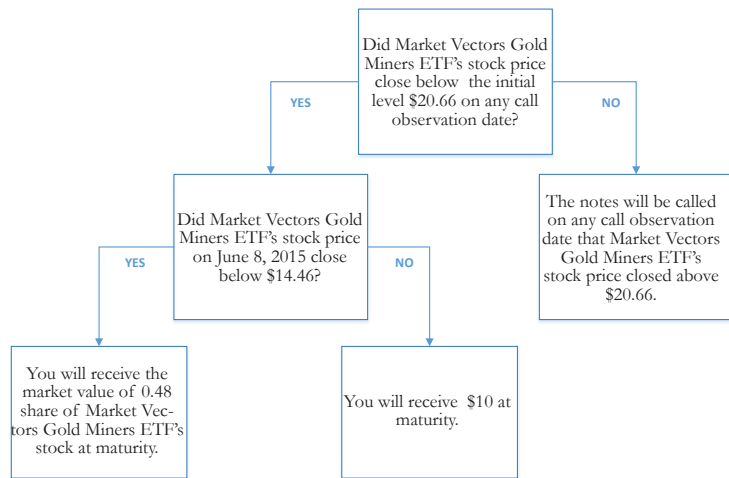 Did Market Vectors Gold
Miners ETF's stock price
close below the initial
level $20.66 on any call
observation date?
YES
NO
Did Market Vectors Gold
Miners ETF's stock price
on June 8, 2015 close
below $14.46?
The notes will be called
on any call observation
date that Market Vectors
Gold Miners ETF's
stock price closed above
$20.66.
YES
NO
You will receive the
market value of 0.48
share of Market Vec-
tors Gold Miners ETF's
stock at maturity.
You will receive $10 at
maturity.